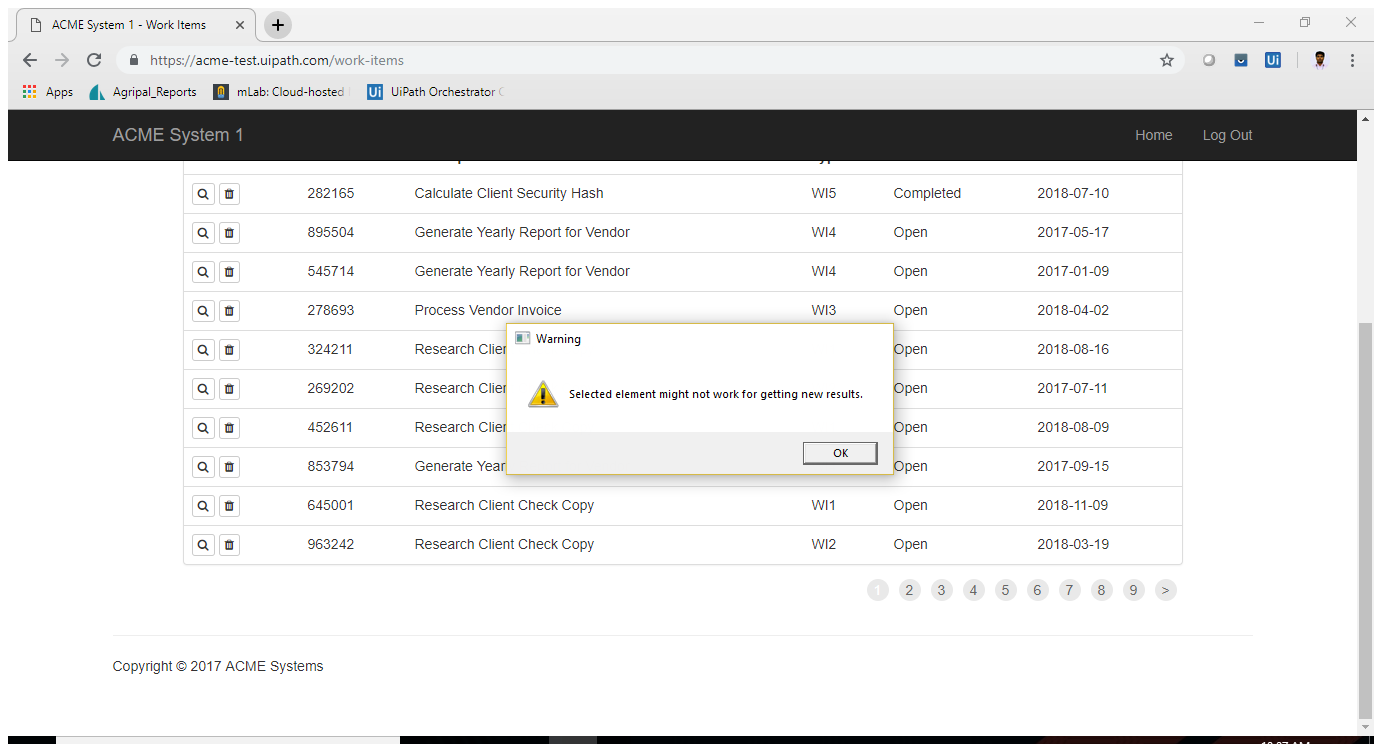 ACME System 1 - Work Items
https://acme-test.uipath.com/work-items
Ui
Apps Agripal_Reports mLab: Cloud-hosted Ui UiPath Orchestrator
ACME System 1 Home Log Out
282165 Calculate Client Security Hash WI5 Completed 2018-07-10
895504 Generate Yearly Report for Vendor WI4 Open 2017-05-17
545714 Generate Yearly Report for Vendor WI4 Open 2017-01-09
278693 Process Vendor Invoice WI3 Open 2018-04-02
324211 Research Clie Open 2018-08-16
269202 Research Clie Open 2017-07-11
452611 Research Clie Open 2018-08-09
853794 Generate Year Open 2017-09-15
645001 Research Client Check Copy WI1 Open 2018-11-09
963242 Research Client Check Copy WI2 Open 2018-03-19
Warning
Selected element might not work for getting new results.
OK
1 2 3 4 5 6 7 8 9 >
Copyright © 2017 ACME Systems